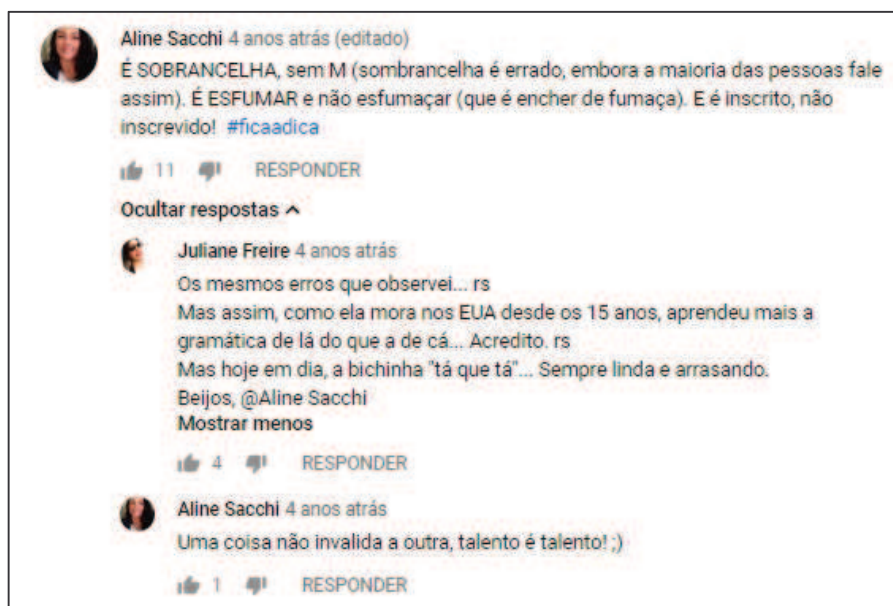 Aline Sacchi 4 anos atrás (editado)
É SOBRANCELHA, sem M (sombrancelha é errado, embora a maioria das pessoas fale
assim). É ESFUMAR e não esfumaçar (que é encher de fumaça). E é inscrito, não
inscrevido! #ficaadica
11 RESPONDER
Ocultar respostas
Juliane Freire 4 anos atrás
Os mesmos erros que observei... rs
Mas assim, como ela mora nos EUA desde os 15 anos, aprendeu mais a
gramática de lá do que a de cá... Acredito. rs
Mas hoje em dia, a bichinha "tá que tá"... Sempre linda e arrasando.
Beijos, @Aline Sacchi
Mostrar menos
4 RESPONDER
Aline Sacchi 4 anos atrás
Uma coisa não invalida a outra, talento é talento! ;)
1 RESPONDER